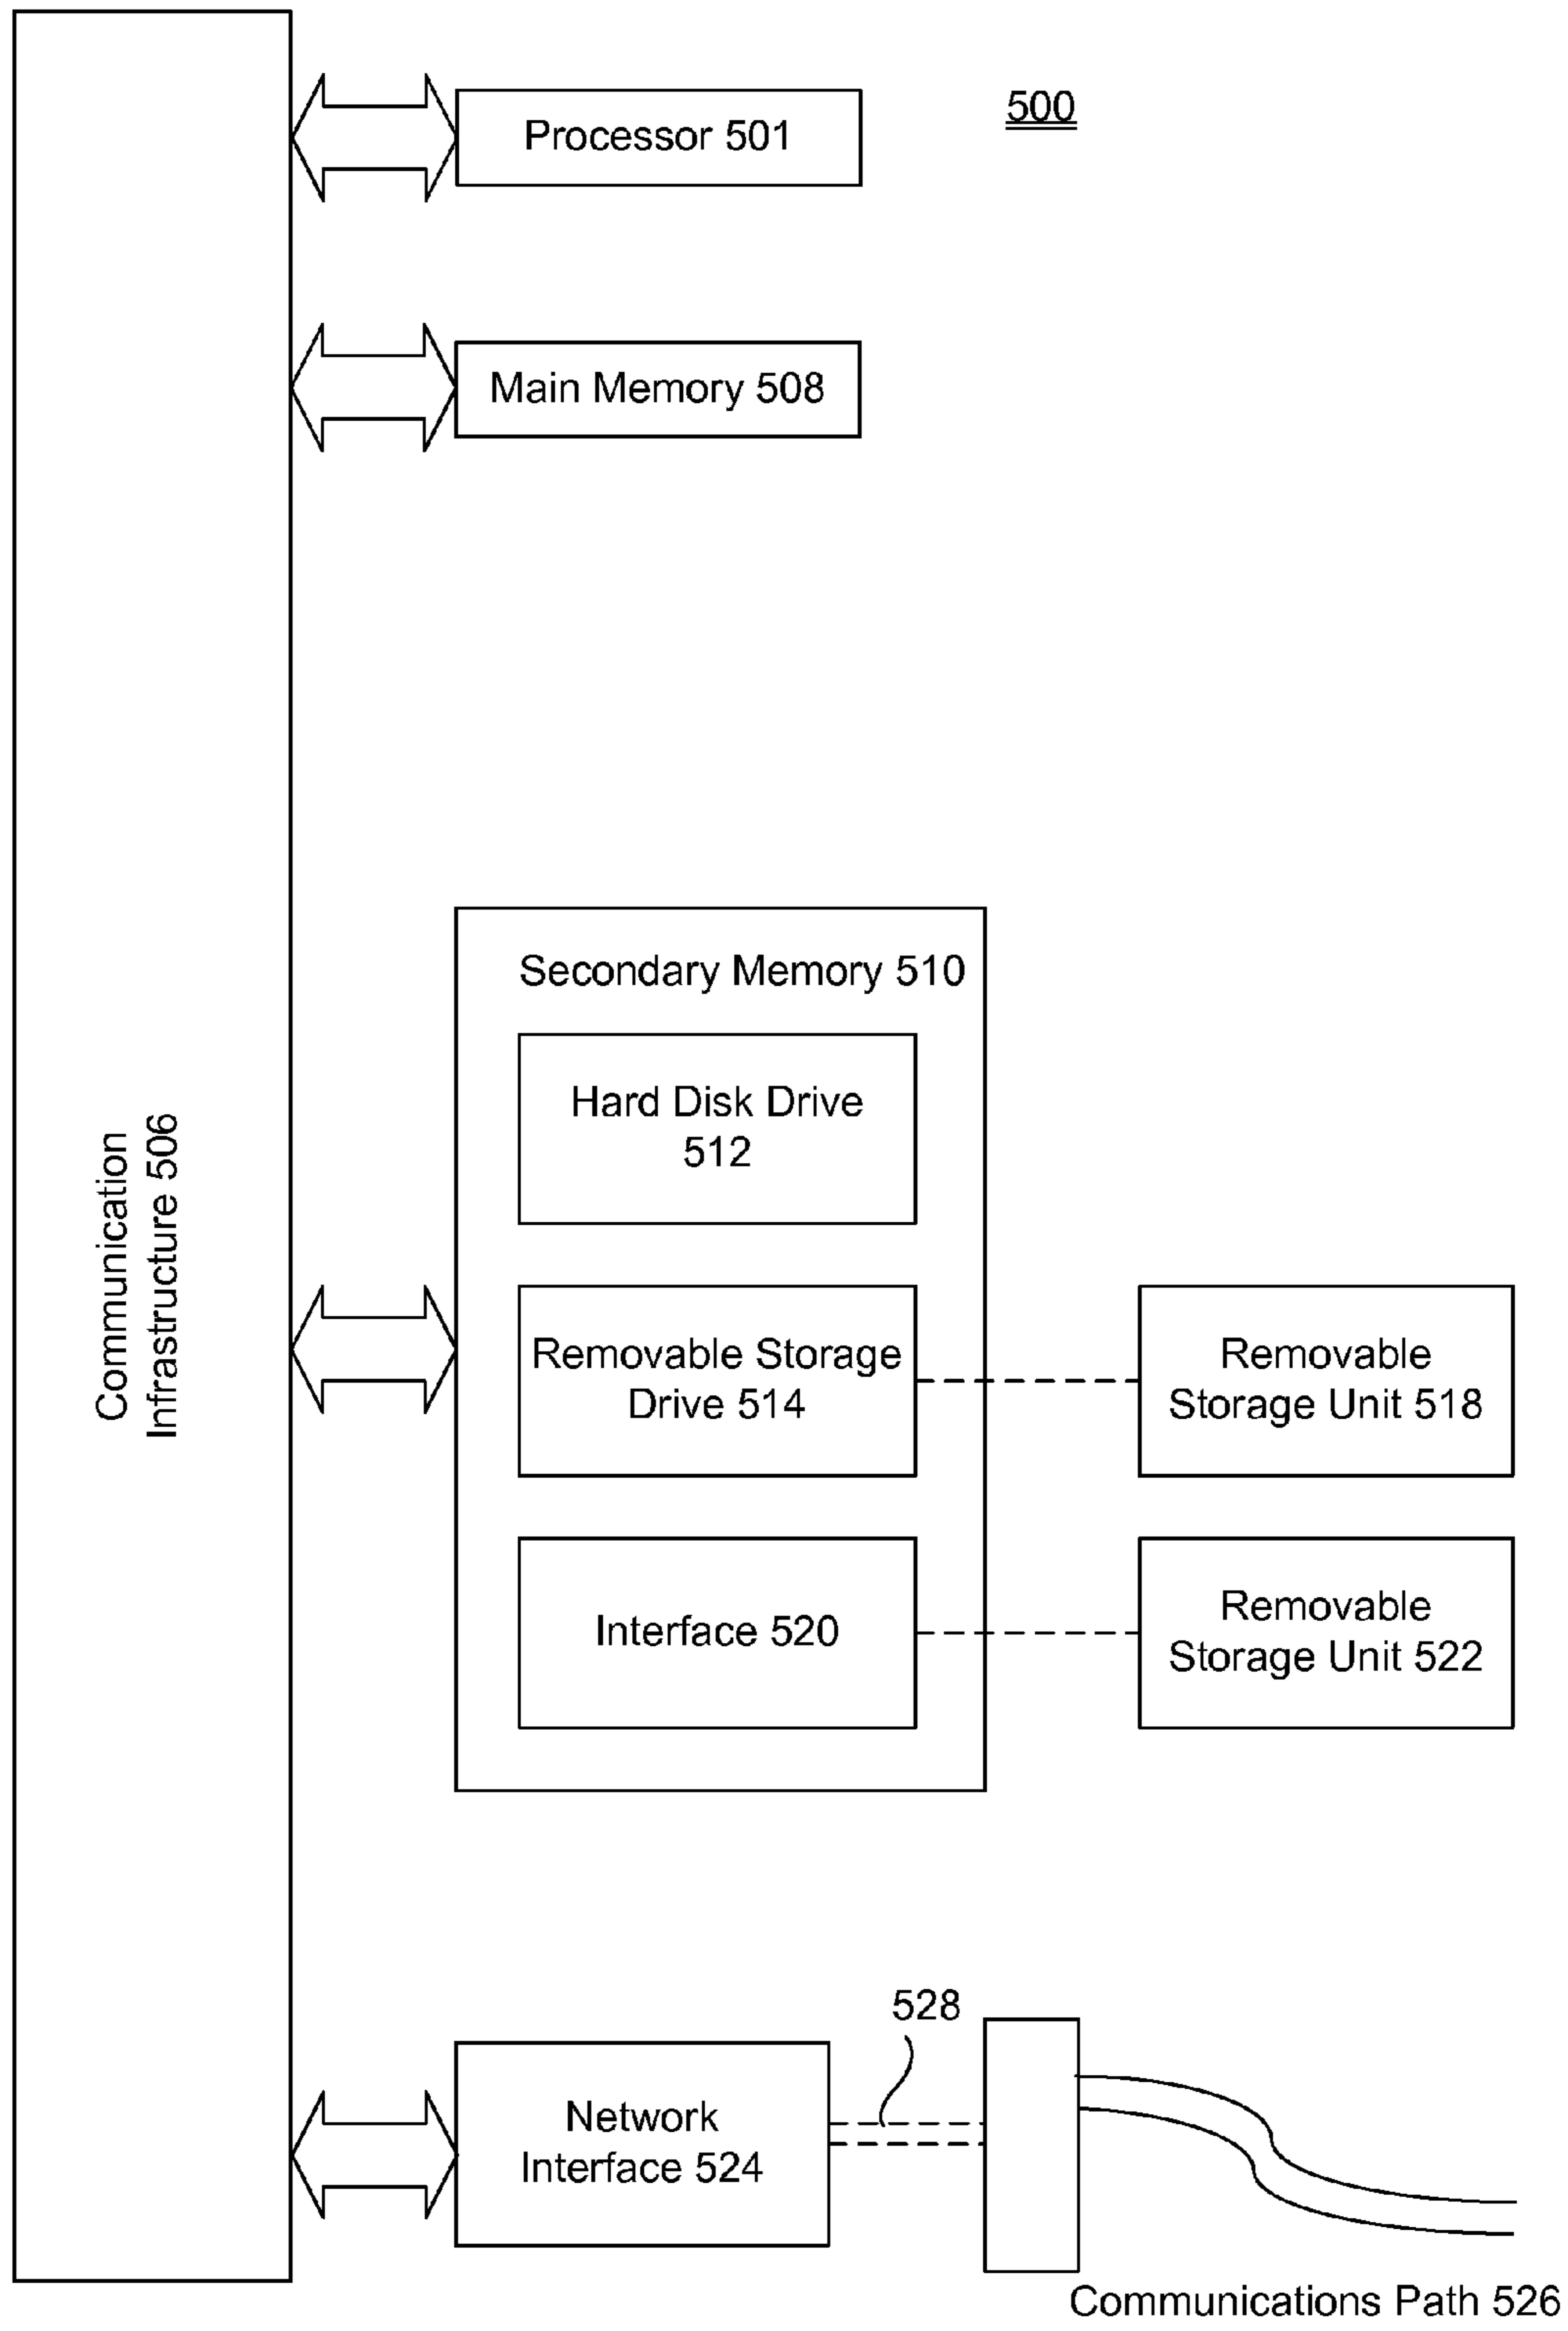 500
Processor 501
Main Memory 508
Communication
Infrastructure 506
Secondary Memory 510
Hard Disk Drive
512
Removable Storage
Drive 514
Removable
Storage Unit 518
Interface 520
Removable
Storage Unit 522
528
Network
Interface 524
Communications Path 526